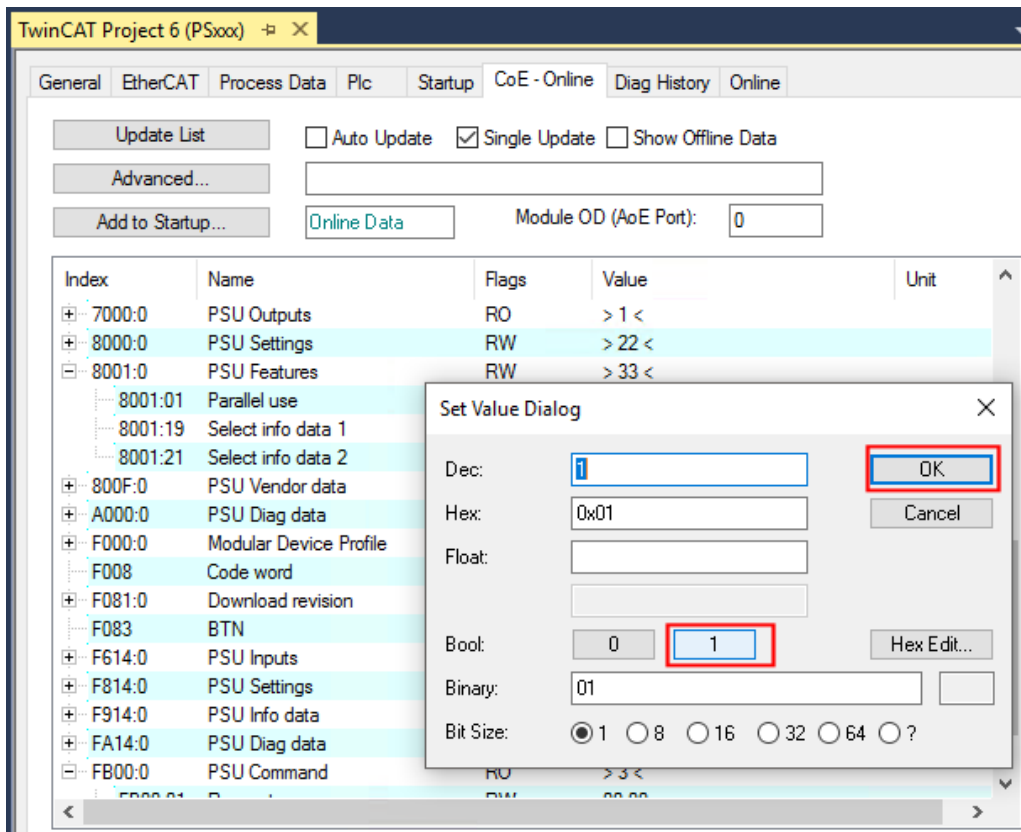 TwinCAT Project 6 (PSxxx)
General EtherCAT Process Data Plc Startup CoE - Online Diag History Online
Update List Auto Update Single Update Show Offline Data
Advanced...
Add to Startup... Online Data Module OD (AoE Port): 0
Index Name Flags Value Unit
7000:0 PSU Outputs RO > 1 <
8000:0 PSU Settings RW > 22 <
8001:0 PSU Features RW > 33 <
8001:01 Parallel use
8001:19 Select info data 1
8001:21 Select info data 2
800F:0 PSU Vendor data
A000:0 PSU Diag data
F000:0 Modular Device Profile
F008 Code word
F081:0 Download revision
F083 BTN
F614:0 PSU Inputs
F814:0 PSU Settings
F914:0 PSU Info data
FA14:0 PSU Diag data
FB00:0 PSU Command RO > 3 <
Set Value Dialog
Dec: 1 OK
Hex: 0x01 Cancel
Float:
Bool: 0 1 Hex Edit...
Binary: 01
Bit Size: 1 8 16 32 64 ?